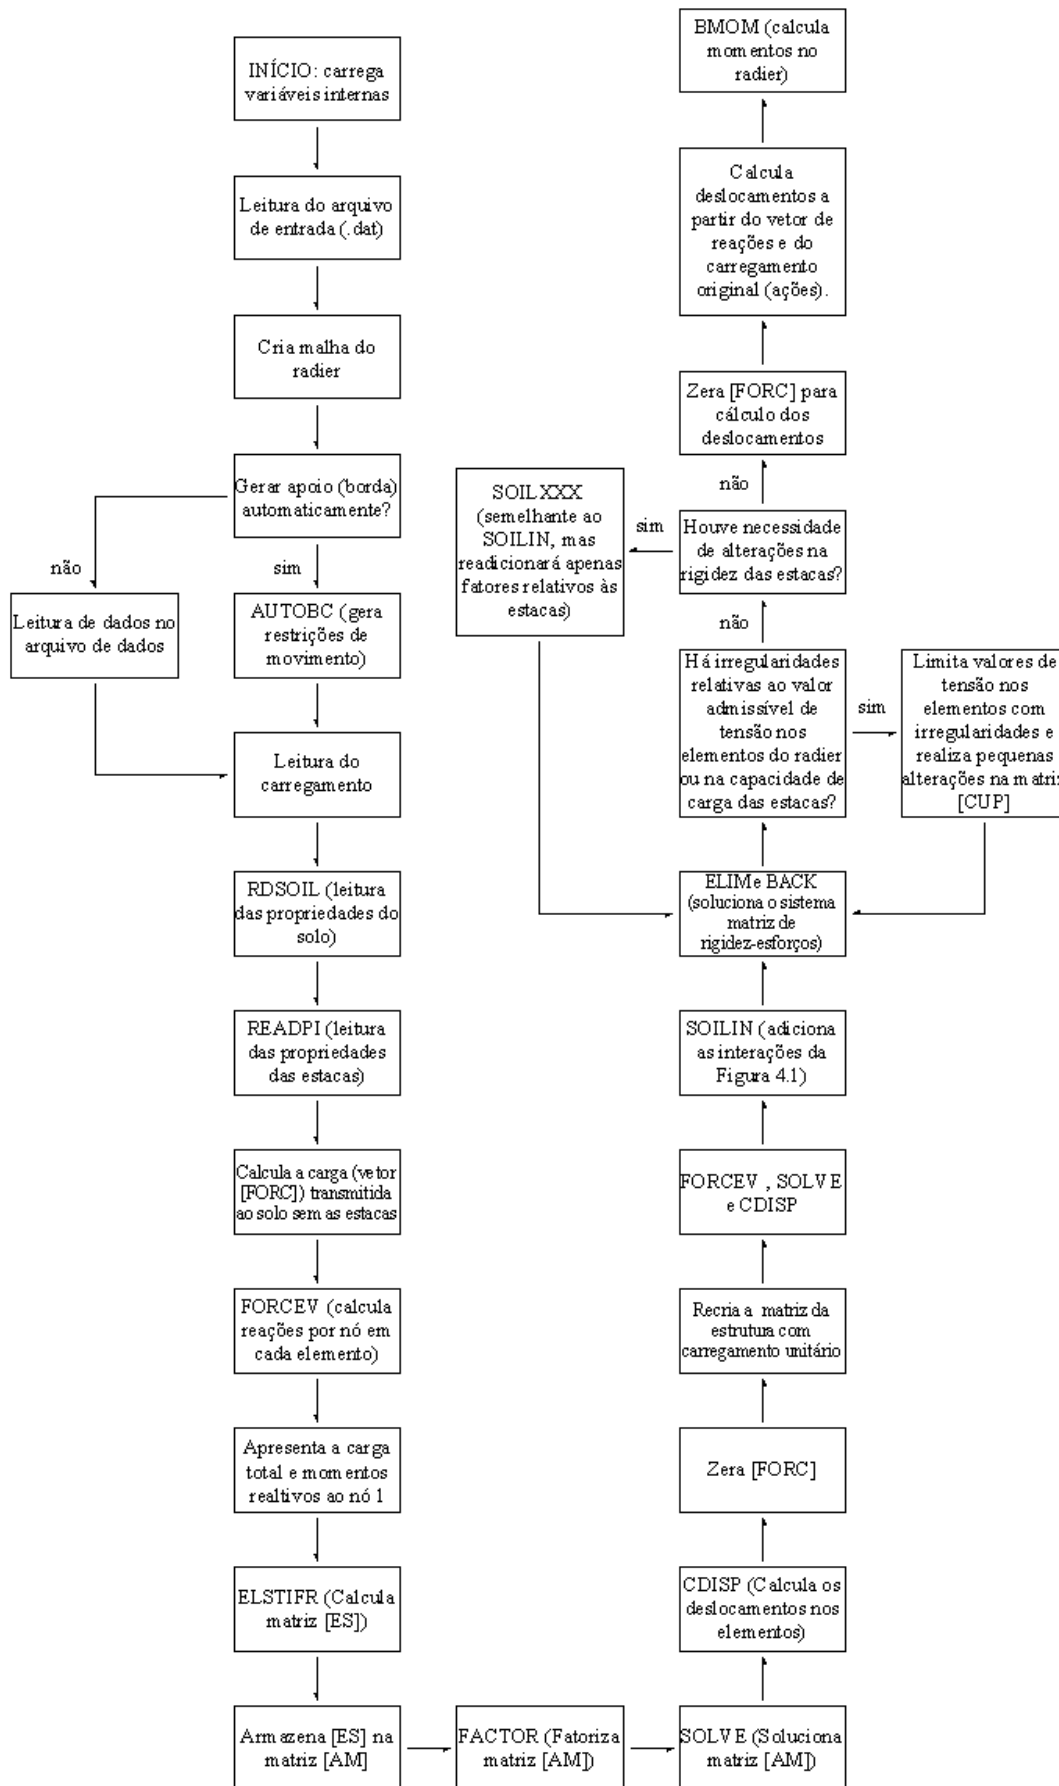 INÍCIO: carrega
variáveis internas
Leitura do arquivo
de entrada (.dat)
Cria malha do
radier
Gerar apoio (borda)
automaticamente?
não
sim
Leitura de dados no
arquivo de dados
AUTOBC (gera
restrições de
movimento)
Leitura do
carregamento
RDSOIL (leitura
das propriedades do
solo)
READPI (leitura
das propriedades
das estacas)
Calcula a carga (vetor
[FORC]) transmitida
ao solo sem as estacas
FORCEV (calcula
reações por nó em
cada elemento)
Apresenta a carga
total e momentos
realtivos ao nó 1
ELSTIFR (Calcula
matriz [ES])
Armazena [ES] na
matriz [AM]
FACTOR (Fatoriza
matriz [AM])
SOLVE (Soluciona
matriz [AM])
CDISP (Calcula os
deslocamentos nos
elementos)
Zera [FORC]
Recria a matriz da
estrutura com
carregamento unitário
FORCEV , SOLVE
e CDISP
SOILIN (adiciona
as interações da
Figura 4.1)
ELIM e BACK
(soluciona o sistema
matriz de
rigidez-esforços)
Há irregularidades
relativas ao valor
admissível de
tensão nos
elementos do radier
ou na capacidade de
carga das estacas?
sim
Limita valores de
tensão nos
elementos com
irregularidades e
realiza pequenas
alterações na matriz
[CUP]
não
Houve necessidade
de alterações na
rigidez das estacas?
sim
SOILXXX
(semelhante ao
SOILIN, mas
readicionará apenas
fatores relativos às
estacas)
não
Zera [FORC] para
cálculo dos
deslocamentos
Calcula
deslocamentos a
partir do vetor de
reações e do
carregamento
original (ações).
BMOM (calcula
momentos no
radier)